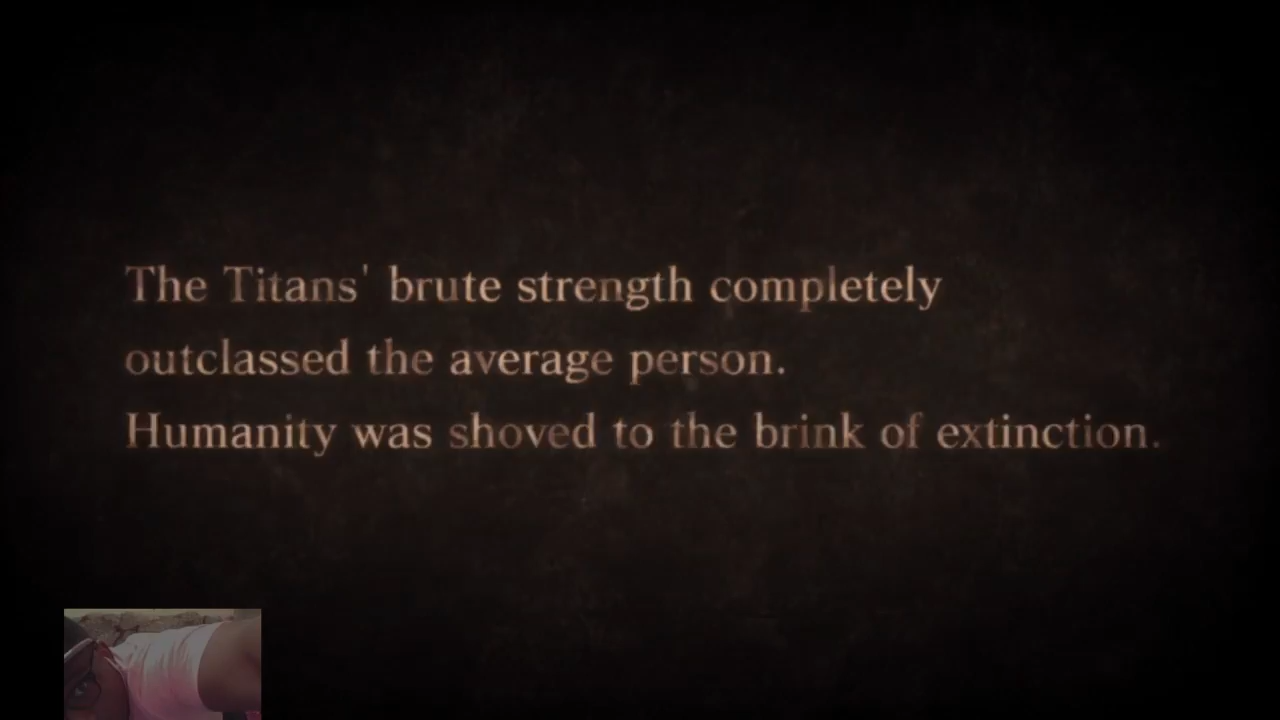 The Titans' brute strength completely
outclassed the average person.
Humanity was shoved to the brink of extinction.